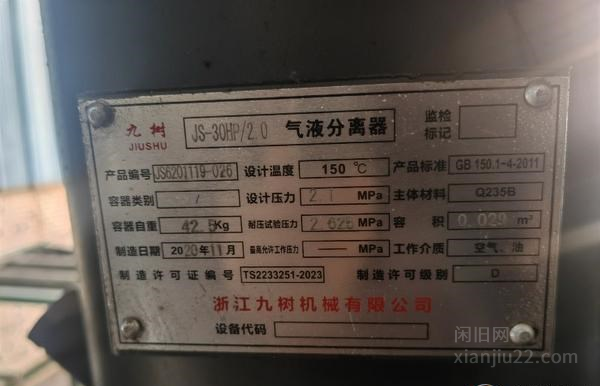 九树 JIUSHU JS-30HP/2.0 气液分离器 监检标记
产品编号 JS6201119-026 设计温度 150 ℃ 产品标准 GB 150.1-4-2011
容器类别 / 设计压力 2.1 MPa 主体材料 Q235B
容器自重 42.5Kg 耐压试验压力 2.625 MPa 容积 0.029 m³
制造日期 2020年11月 最高允许工作压力 — MPa 工作介质 空气、油
制造许可证编号 TS2233251-2023 制造许可级别 D
浙江九树机械有限公司
设备代码
闲旧网
xianjiu22.com